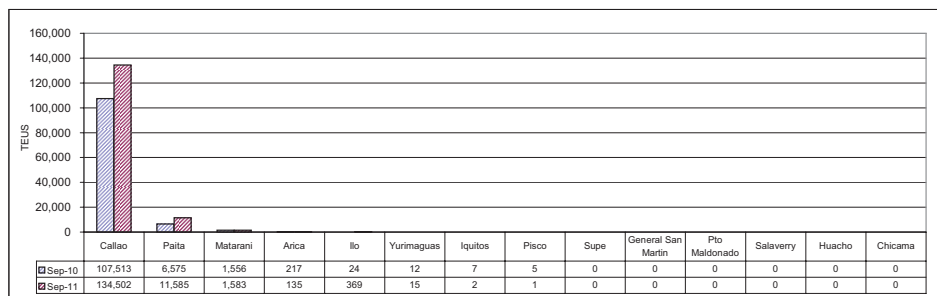 160,000
140,000
120,000
100,000
80,000
60,000
40,000
20,000
0
TEUS
Callao Paita Matarani Arica Ilo Yurimaguas Iquitos Pisco Supe General San Martin Pto Maldonado Salaverry Huacho Chicama
Sep-10 107,513 6,575 1,556 217 24 12 7 5 0 0 0 0 0 0
Sep-11 134,502 11,585 1,583 135 369 15 2 1 0 0 0 0 0 0